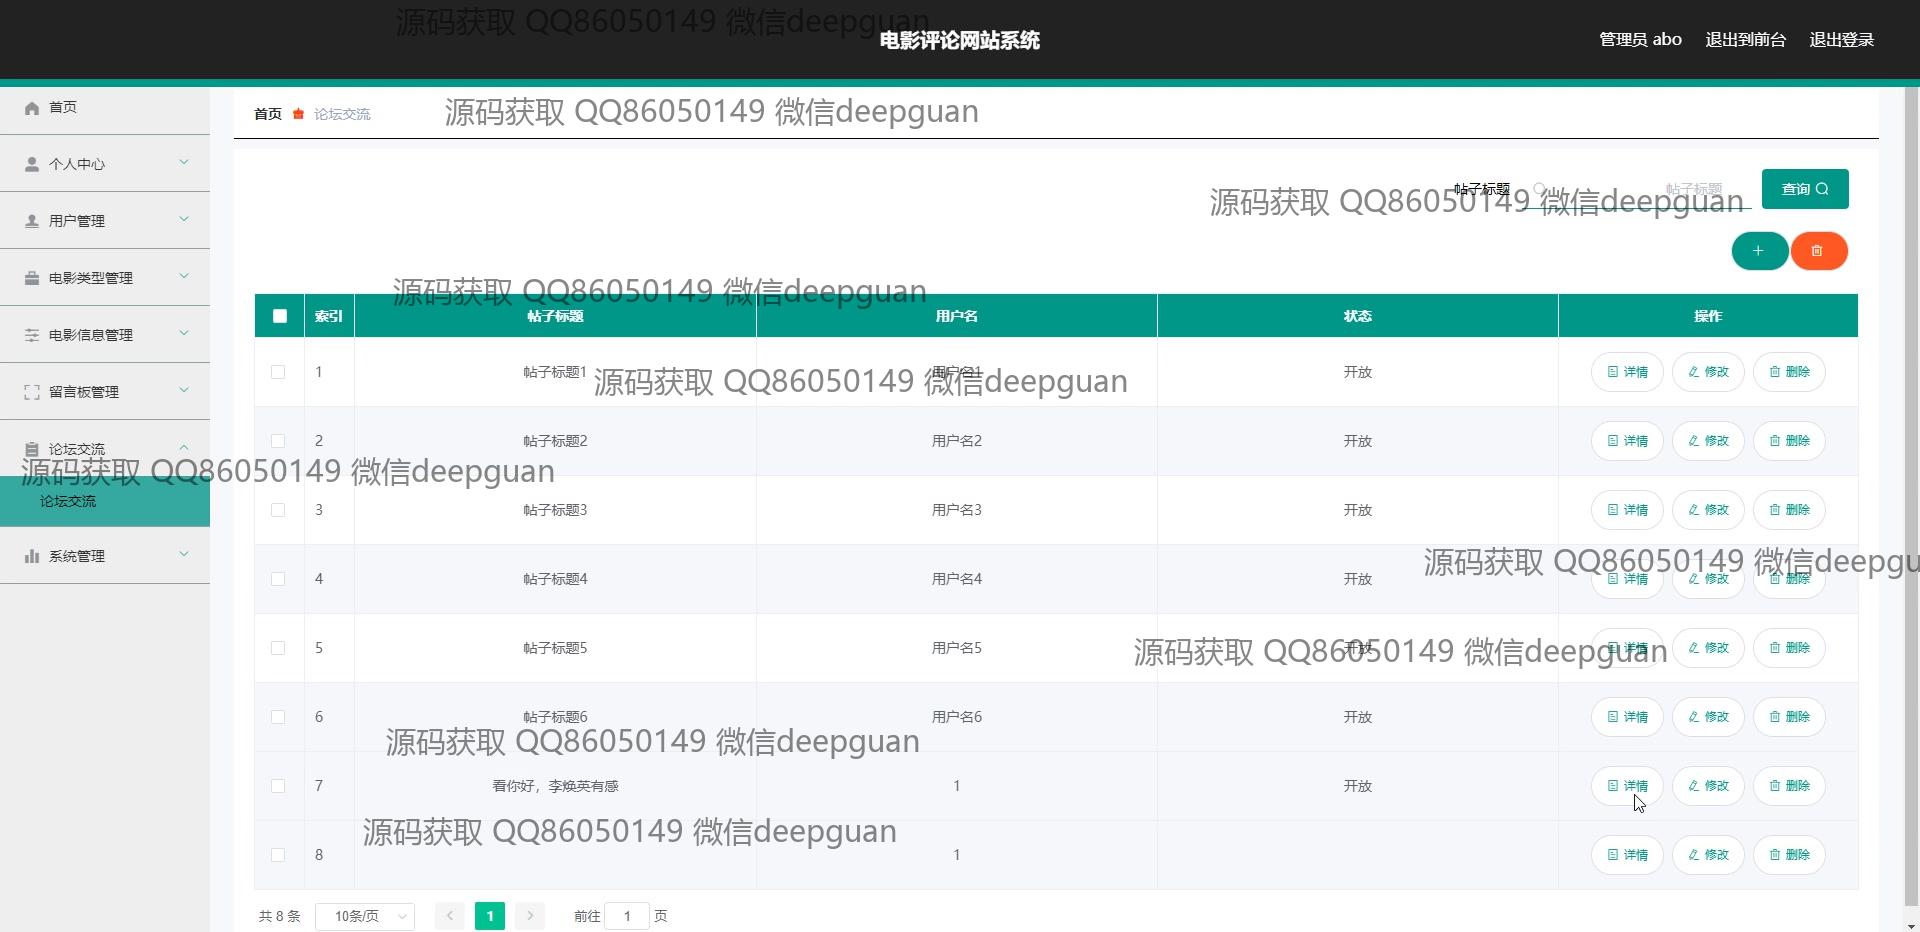 源码获取 QQ86050149 微信deepguan
电影评论网站系统
管理员 abo 退出到前台 退出登录
首页
个人中心
用户管理
电影类型管理
电影信息管理
留言板管理
论坛交流
源码获取 QQ86050149 微信deepguan
论坛交流
系统管理
首页 论坛交流
源码获取 QQ86050149 微信deepguan
帖子标题 帖子标题 查询
源码获取 QQ86050149 微信deepguan
源码获取 QQ86050149 微信deepguan
索引 帖子标题 用户名 状态 操作
1 帖子标题1 用户名1 开放 详情 修改 删除
源码获取 QQ86050149 微信deepguan
2 帖子标题2 用户名2 开放 详情 修改 删除
3 帖子标题3 用户名3 开放 详情 修改 删除
源码获取 QQ86050149 微信deepgu
4 帖子标题4 用户名4 开放 详情 修改 删除
5 帖子标题5 用户名5 开放 详情 修改 删除
源码获取 QQ86050149 微信deepguan
6 帖子标题6 用户名6 开放 详情 修改 删除
源码获取 QQ86050149 微信deepguan
7 看你好，李焕英有感 1 开放 详情 修改 删除
源码获取 QQ86050149 微信deepguan
8 1 详情 修改 删除
共 8 条 10条/页 1 前往 1 页